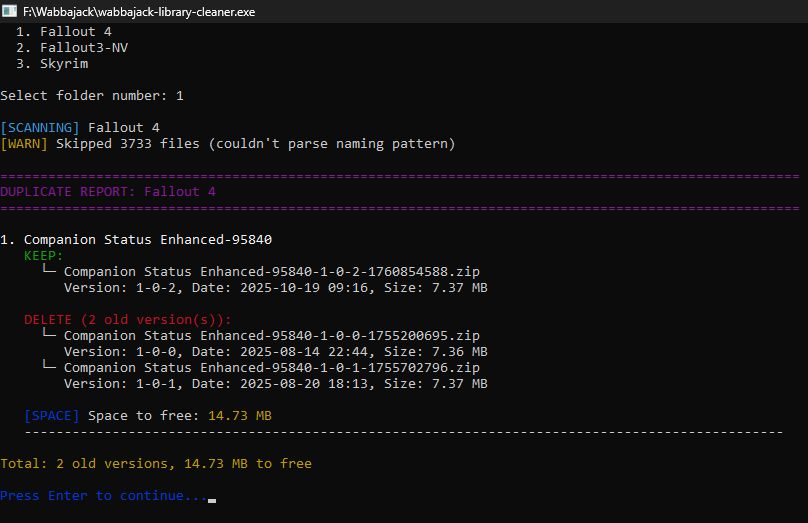 F:\Wabbajack\wabbajack-library-cleaner.exe
1. Fallout 4
2. Fallout3-NV
3. Skyrim
Select folder number: 1
[SCANNING] Fallout 4
[WARN] Skipped 3733 files (couldn't parse naming pattern)
====================================================================================================
DUPLICATE REPORT: Fallout 4
====================================================================================================
1. Companion Status Enhanced-95840
KEEP:
└─ Companion Status Enhanced-95840-1-0-2-1760854588.zip
Version: 1-0-2, Date: 2025-10-19 09:16, Size: 7.37 MB
DELETE (2 old version(s)):
└─ Companion Status Enhanced-95840-1-0-0-1755200695.zip
Version: 1-0-0, Date: 2025-08-14 22:44, Size: 7.36 MB
└─ Companion Status Enhanced-95840-1-0-1-1755702796.zip
Version: 1-0-1, Date: 2025-08-20 18:13, Size: 7.37 MB
[SPACE] Space to free: 14.73 MB
-----------------------------------------------------------------------------------------------
Total: 2 old versions, 14.73 MB to free
Press Enter to continue..._